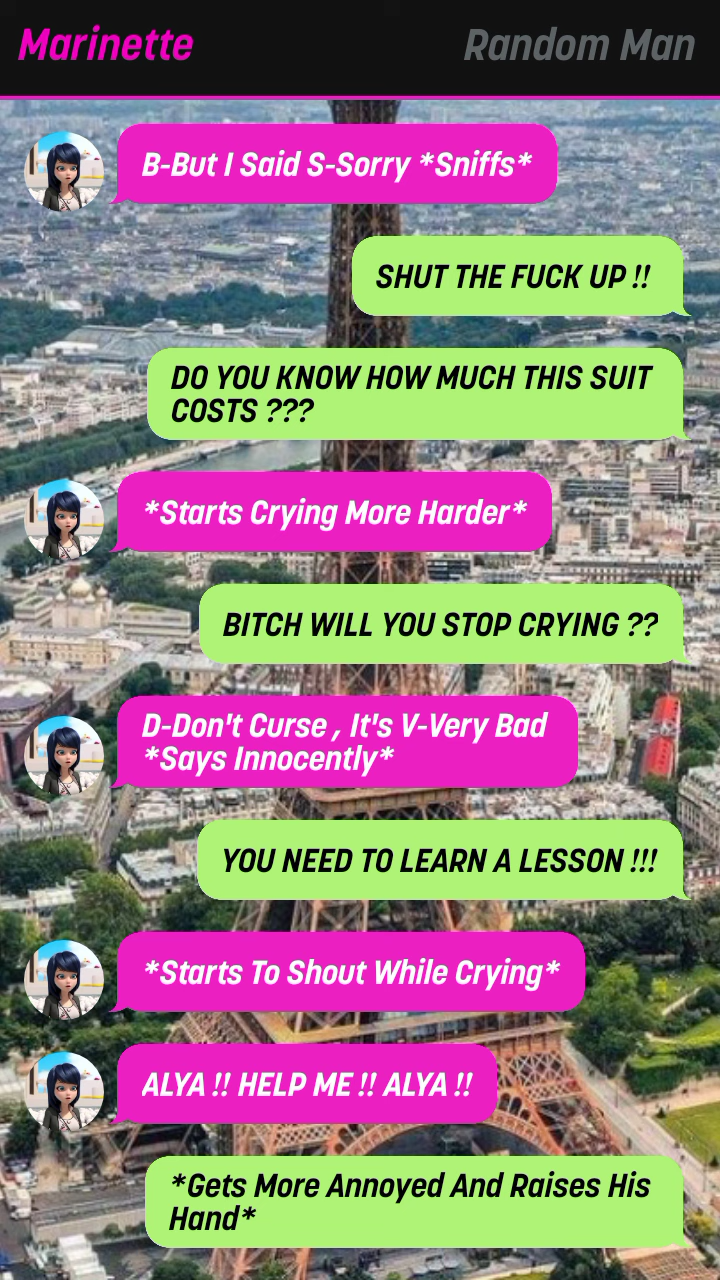 Marinette
Random Man
B-But I Said S-Sorry *Sniffs*
SHUT THE FUCK UP !!
DO YOU KNOW HOW MUCH THIS SUIT
COSTS ???
*Starts Crying More Harder*
BITCH WILL YOU STOP CRYING ??
D-Don't Curse , It's V-Very Bad
*Says Innocently*
YOU NEED TO LEARN A LESSON !!!
*Starts To Shout While Crying*
ALYA !! HELP ME !! ALYA !!
*Gets More Annoyed And Raises His
Hand*